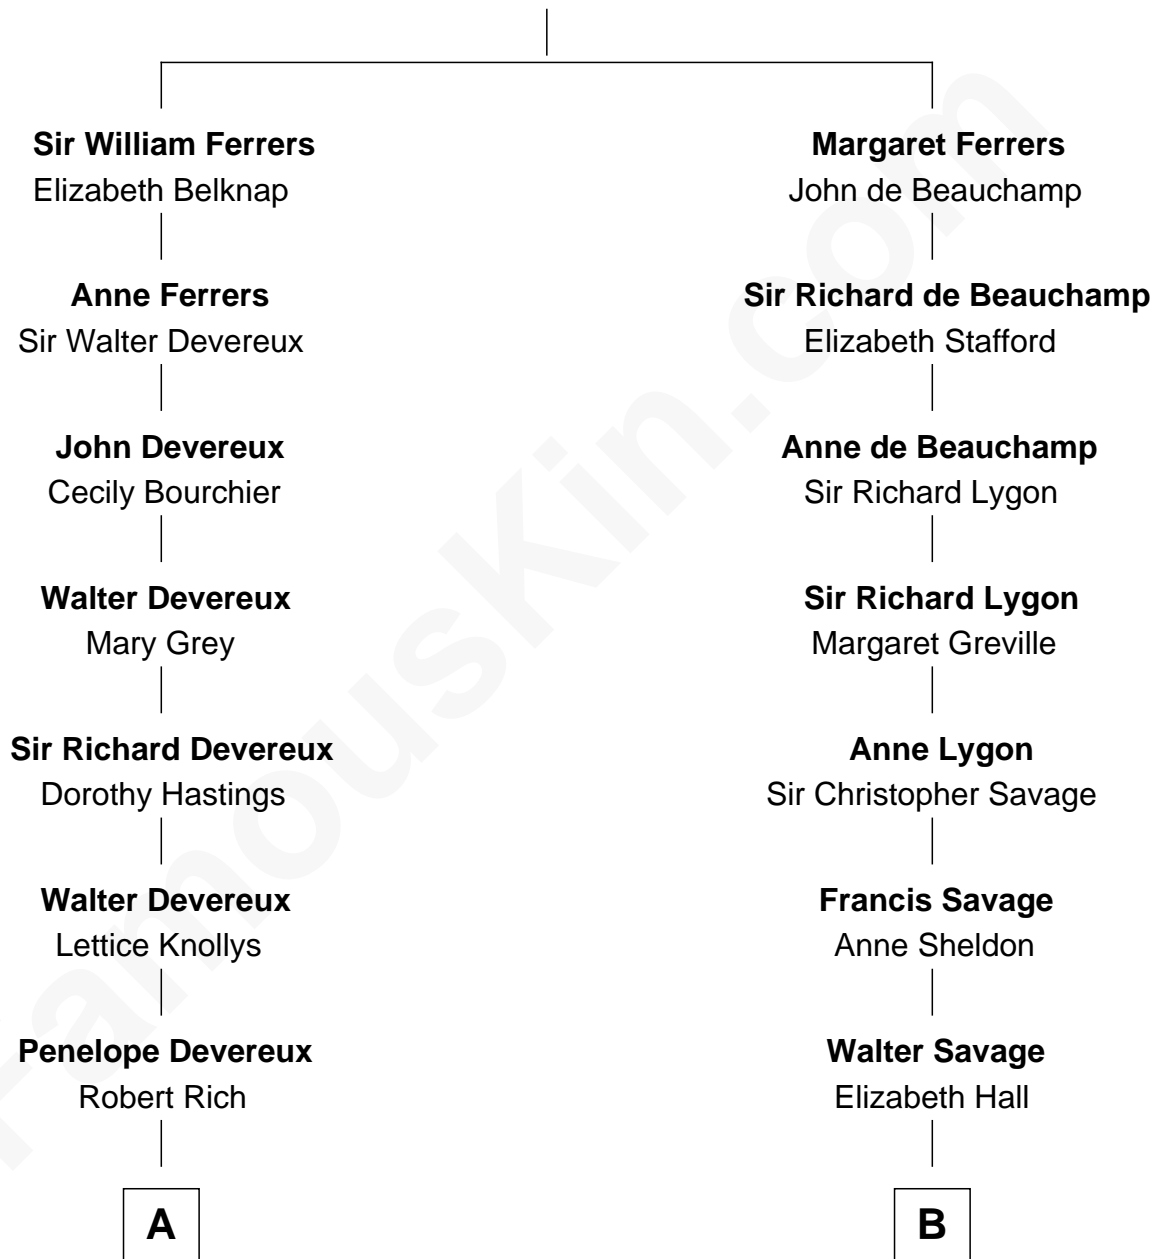 Sir William Ferrers
Elizabeth Belknap
Margaret Ferrers
John de Beauchamp
Anne Ferrers
Sir Walter Devereux
Sir Richard de Beauchamp
Elizabeth Stafford
John Devereux
Cecily Bourchier
Anne de Beauchamp
Sir Richard Lygon
Walter Devereux
Mary Grey
Sir Richard Lygon
Margaret Greville
Sir Richard Devereux
Dorothy Hastings
Anne Lygon
Sir Christopher Savage
Walter Devereux
Lettice Knollys
Francis Savage
Anne Sheldon
Penelope Devereux
Robert Rich
Walter Savage
Elizabeth Hall
A
B
FamousKin.com